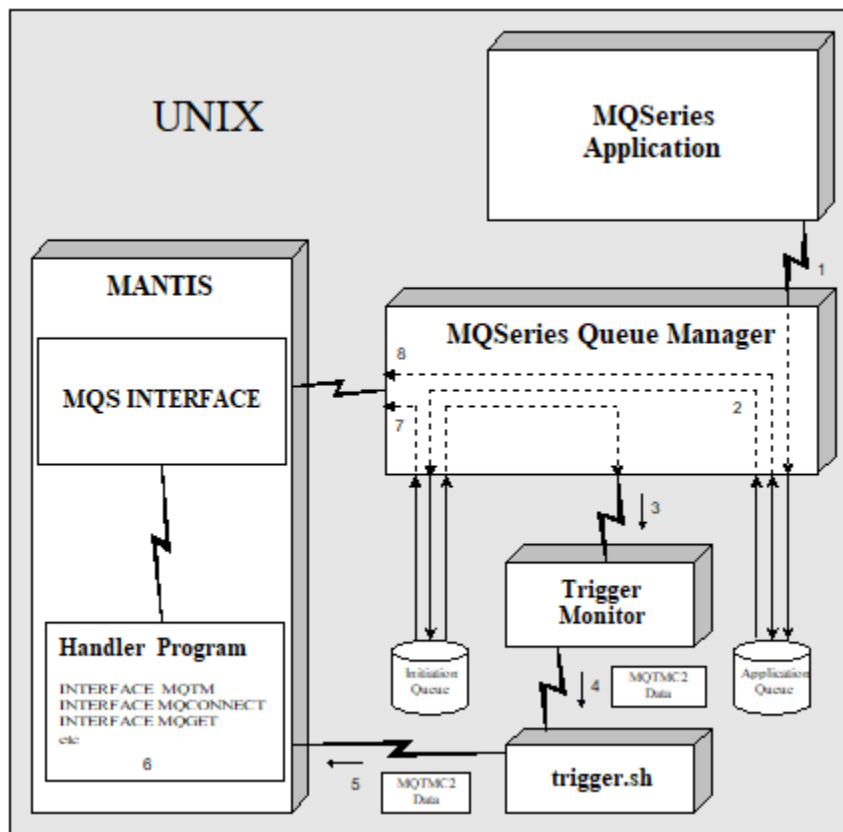 UNIX
MQSeries
Application
1
MANTIS
MQS INTERFACE
MQSeries Queue Manager
8
7
2
3
Trigger
Monitor
Handler Program
INTERFACE MQTM
INTERFACE MQCONNECT
INTERFACE MQGET
etc
6
Initiation
Queue
4
MQTMC2
Data
Application
Queue
5
MQTMC2
Data
trigger.sh